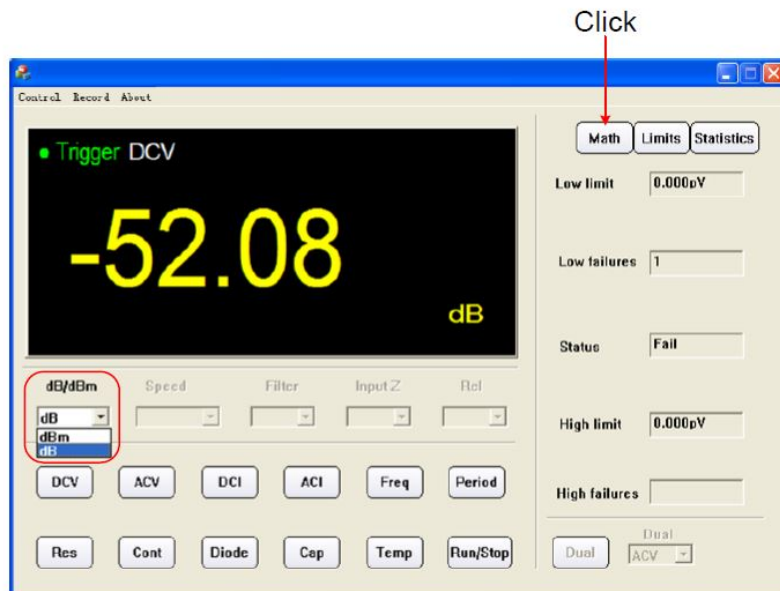 Click
Control Record About
Trigger DCV
-52.08
dB
Math Limits Statistics
Low limit 0.000pV
Low failures 1
Status Fail
High limit 0.000pV
High failures
dB/dBm Speed Filter Input Z Rel
dB
dBm
dB
DCV ACV DCI ACI Freq Period
Res Cont Diode Cap Temp Run/Stop
Dual
Dual ACV